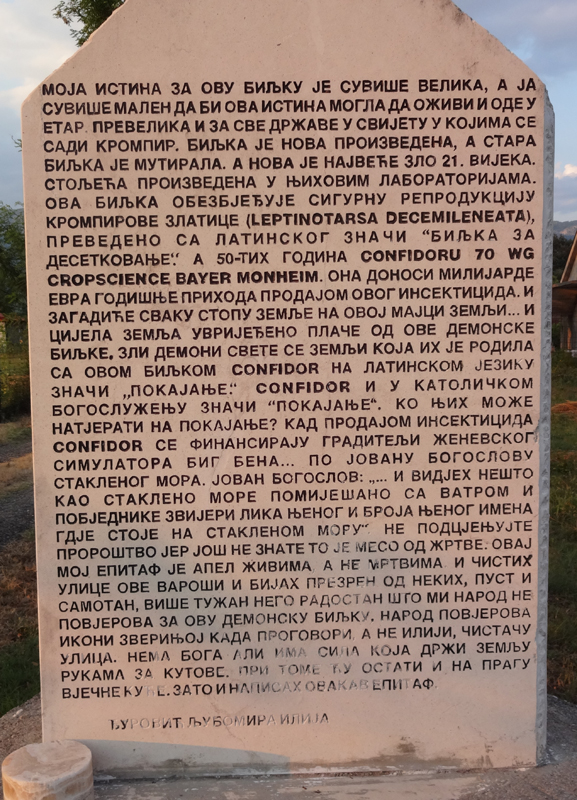 МОЈА ИСТИНА ЗА ОВУ БИЉКУ ЈЕ СУВИШЕ ВЕЛИКА, А ЈА
СУВИШЕ МАЛЕН ДА БИ ОВА ИСТИНА МОГЛА ДА ОЖИВИ И ОДЕ У
ЕТАР. ПРЕВЕЛИКА И ЗА СВЕ ДРЖАВЕ У СВИЈЕТУ У КОЈИМА СЕ
САДИ КРОМПИР. БИЉКА ЈЕ НОВА ПРОИЗВЕДЕНА, А СТАРА
БИЉКА ЈЕ МУТИРАЛА. А НОВА ЈЕ НАЈВЕЋЕ ЗЛО 21. ВИЈЕКА.
СТОЉЕЋА ПРОИЗВЕДЕНА У ЊИХОВИМ ЛАБОРАТОРИЈАМА.
ОВА БИЉКА ОБЕЗБЈЕЂУЈЕ СИГУРНУ РЕПРОДУКЦИЈУ
КРОМПИРОВЕ ЗЛАТИЦЕ (LEPTINOTARSA DECEMILENEATA),
ПРЕВЕДЕНО СА ЛАТИНСКОГ ЗНАЧИ "БИЉКА ЗА
ДЕСЕТКОВАЊЕ." А 50-ТИХ ГОДИНА CONFIDORU 70 WG
CROPSCIENCE BAYER MONHEIM. ОНА ДОНОСИ МИЛИЈАРДЕ
ЕВРА ГОДИШЊЕ ПРИХОДА ПРОДАЈОМ ОВОГ ИНСЕКТИЦИДА. И
ЗАГАДИЋЕ СВАКУ СТОПУ ЗЕМЉЕ НА ОВОЈ МАЈЦИ ЗЕМЉИ... И
ЦИЈЕЛА ЗЕМЉА УВРИЈЕЂЕНО ПЛАЧЕ ОД ОВЕ ДЕМОНСКЕ
БИЉКЕ. ЗЛИ ДЕМОНИ СВЕТЕ СЕ ЗЕМЉИ КОЈА ИХ ЈЕ РОДИЛА
СА ОВОМ БИЉКОМ CONFIDOR НА ЛАТИНСКОМ ЈЕЗИКУ
ЗНАЧИ „ПОКАЈАЊЕ." CONFIDOR И У КАТОЛИЧКОМ
БОГОСЛУЖЕЊУ ЗНАЧИ "ПОКАЈАЊЕ". КО ЊИХ МОЖЕ
НАТЈЕРАТИ НА ПОКАЈАЊЕ? КАД ПРОДАЈОМ ИНСЕКТИЦИДА
CONFIDOR СЕ ФИНАНСИРАЈУ ГРАДИТЕЉИ ЖЕНЕВСКОГ
СИМУЛАТОРА БИГ БЕНА... ПО ЈОВАНУ БОГОСЛОВУ
СТАКЛЕНОГ МОРА. ЈОВАН БОГОСЛОВ: „... И ВИДЈЕХ НЕШТО
КАО СТАКЛЕНО МОРЕ ПОМИЈЕШАНО СА ВАТРОМ И
ПОБЈЕДНИКЕ ЗВИЈЕРИ ЛИКА ЊЕНОГ И БРОЈА ЊЕНОГ ИМЕНА
ГДЈЕ СТОЈЕ НА СТАКЛЕНОМ МОРУ" НЕ ПОДЦЈЕЊУЈТЕ
ПРОРОШТВО ЈЕР ЈОШ НЕ ЗНАТЕ ТО ЈЕ МЕСО ОД ЖРТВЕ. ОВАЈ
МОЈ ЕПИТАФ ЈЕ АПЕЛ ЖИВИМА, А НЕ МРТВИМА. И ЧИСТИХ
УЛИЦЕ ОВЕ ВАРОШИ И БИЈАХ ПРЕЗРЕН ОД НЕКИХ, ПУСТ И
САМОТАН, ВИШЕ ТУЖАН НЕГО РАДОСТАН ШТО МИ НАРОД НЕ
ПОВЈЕРОВА ЗА ОВУ ДЕМОНСКУ БИЉКУ. НАРОД ПОВЈЕРОВА
ИКОНИ ЗВЕРИЊОЈ КАДА ПРОГОВОРИ, А НЕ ИЛИЈИ, ЧИСТАЧУ
УЛИЦА. НЕМА БОГА АЛИ ИМА СИЛА КОЈА ДРЖИ ЗЕМЉУ
РУКАМА ЗА КУТОВЕ. ПРИ ТОМЕ ЋУ ОСТАТИ И НА ПРАГУ
ВЈЕЧНЕ КУЋЕ. ЗАТО И НАПИСАХ ОВАКАВ ЕПИТАФ.
ЂУРОВИТ ЉУБОМИРА ИЛИЈА